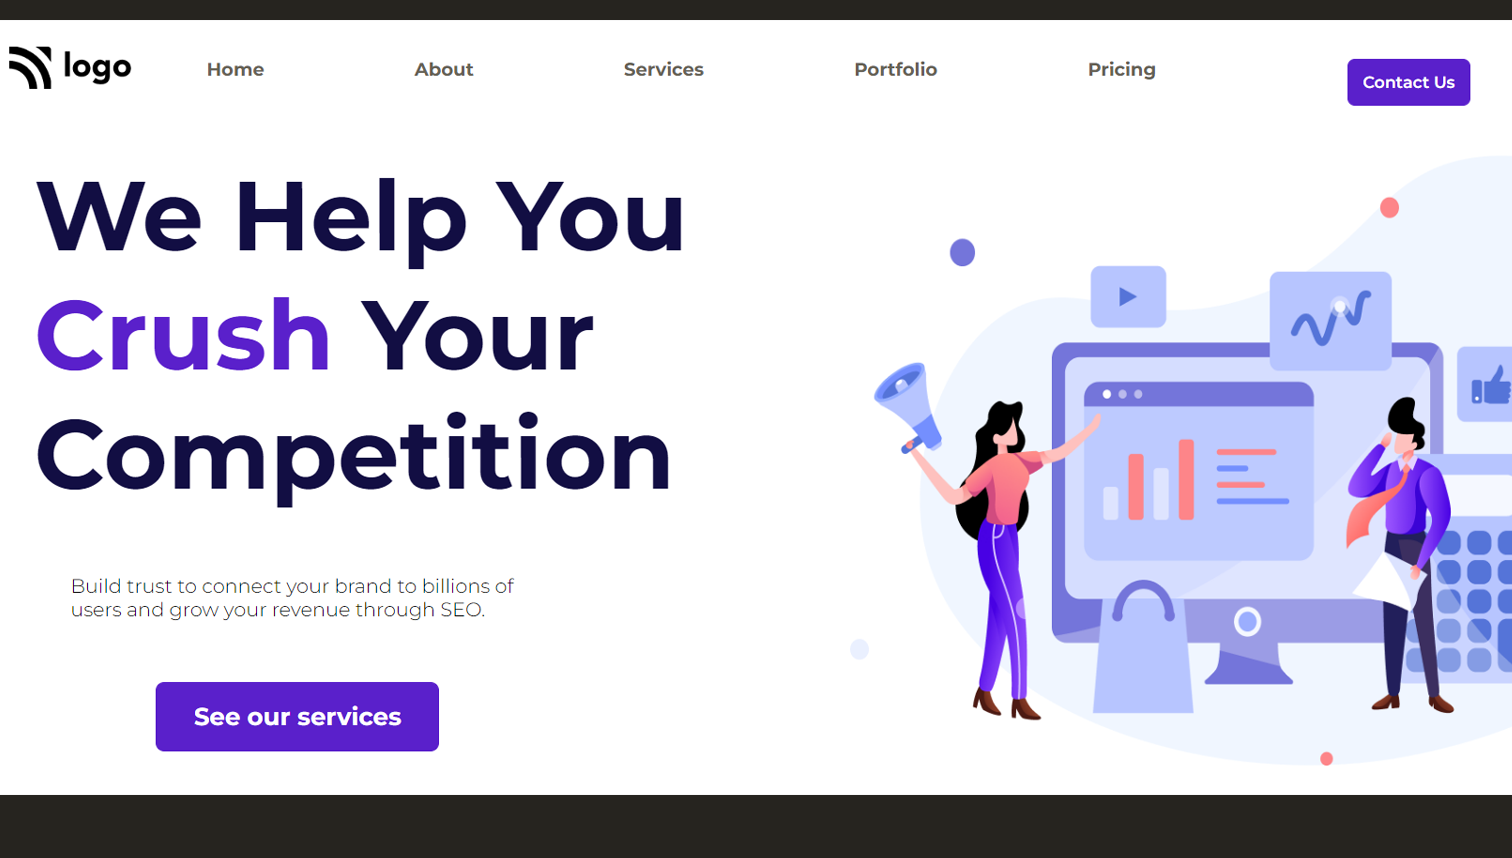 logo
Home
About
Services
Portfolio
Pricing
Contact Us
We Help You
Crush Your
Competition
Build trust to connect your brand to billions of
users and grow your revenue through SEO.
See our services